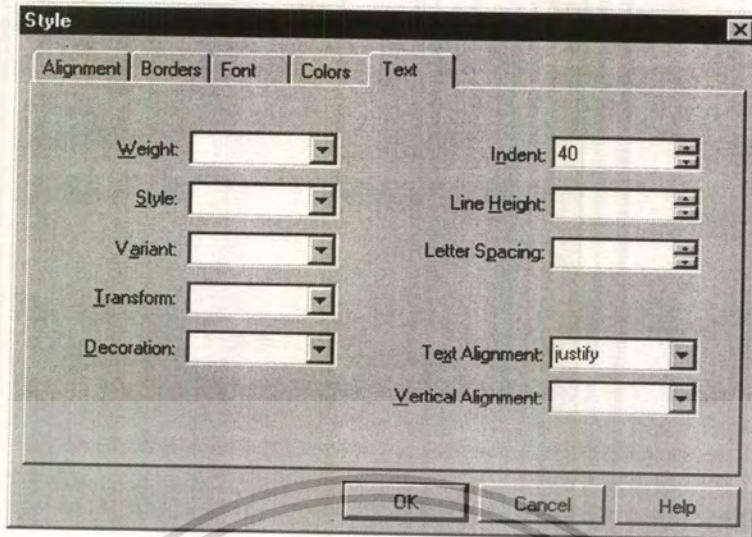 Style
Alignment Borders Font Colors Text
Weight: Indent: 40
Style: Line Height:
Variant: Letter Spacing:
Transform:
Decoration: Text Alignment: justify
Vertical Alignment:
OK Cancel Help